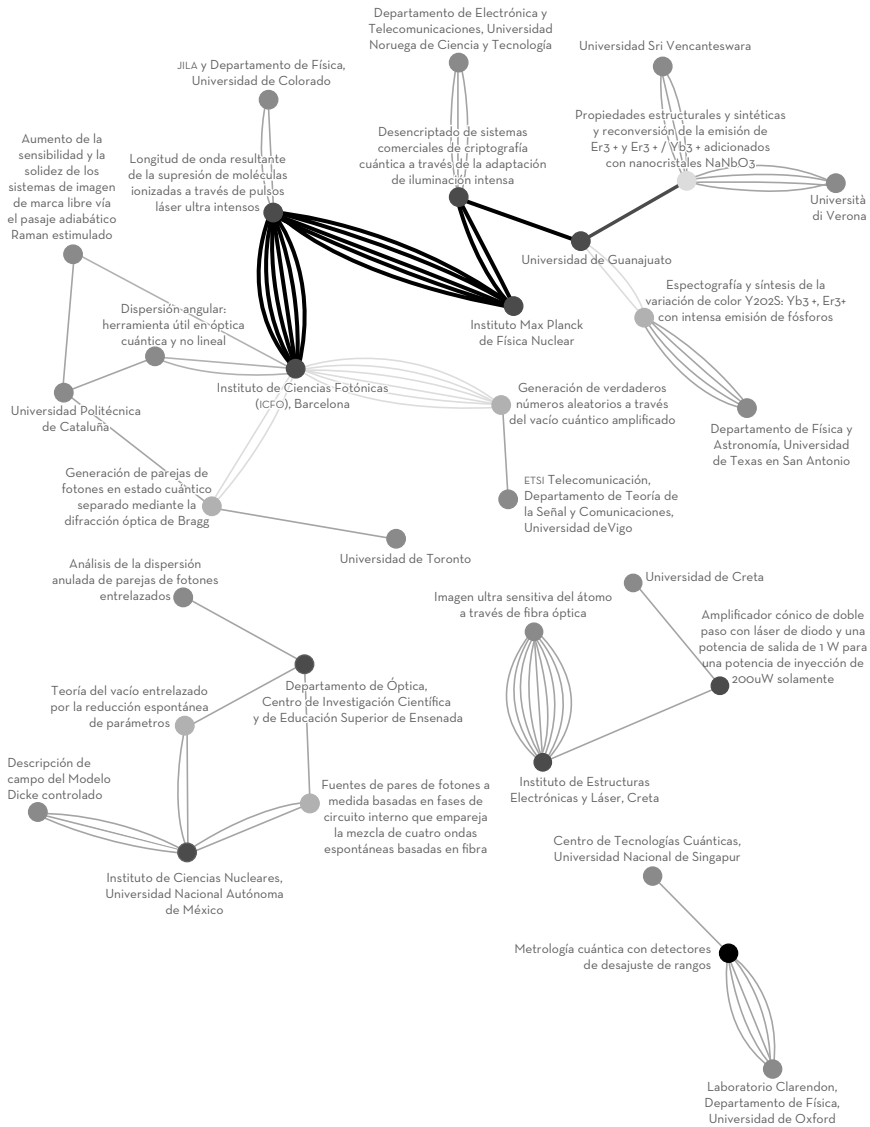 Departamento de Electrónica y
Telecomunicaciones, Universidad
Noruega de Ciencia y Tecnología
Universidad Sri Vencanteswara
JILA y Departamento de Física,
Universidad de Colorado
Aumento de la
sensibilidad y la
solidez de los
sistemas de imagen
de marca libre vía
el pasaje adiabático
Raman estimulado
Longitud de onda resultante
de la supresión de moléculas
ionizadas a través de pulsos
láser ultra intensos
Desencriptado de sistemas
comerciales de criptografía
cuántica a través de la adaptación
de iluminación intensa
Propiedades estructurales y sintéticas
y reconversión de la emisión de
Er3 + y Er3 + / Yb3 + adicionados
con nanocristales NaNbO3
Università
di Verona
Universidad de Guanajuato
Espectografía y síntesis de la
variación de color Y202S: Yb3 +, Er3+
con intensa emisión de fósforos
Dispersión angular:
herramienta útil en óptica
cuántica y no lineal
Instituto Max Planck
de Física Nuclear
Instituto de Ciencias Fotónicas
(ICFO), Barcelona
Generación de verdaderos
números aleatorios a través
del vacío cuántico amplificado
Universidad Politécnica
de Cataluña
Departamento de Física y
Astronomía, Universidad
de Texas en San Antonio
Generación de parejas de
fotones en estado cuántico
separado mediante la
difracción óptica de Bragg
ETSI Telecomunicación,
Departamento de Teoría de
la Señal y Comunicaciones,
Universidad deVigo
Universidad de Toronto
Análisis de la dispersión
anulada de parejas de fotones
entrelazados
Universidad de Creta
Imagen ultra sensitiva del átomo
a través de fibra óptica
Amplificador cónico de doble
paso con láser de diodo y una
potencia de salida de 1 W para
una potencia de inyección de
200uW solamente
Teoría del vacío entrelazado
por la reducción espontánea
de parámetros
Departamento de Óptica,
Centro de Investigación Científica
y de Educación Superior de Ensenada
Descripción de
campo del Modelo
Dicke controlado
Fuentes de pares de fotones a
medida basadas en fases de
circuito interno que empareja
la mezcla de cuatro ondas
espontáneas basadas en fibra
Instituto de Estructuras
Electrónicas y Láser, Creta
Instituto de Ciencias Nucleares,
Universidad Nacional Autónoma
de México
Centro de Tecnologías Cuánticas,
Universidad Nacional de Singapur
Metrología cuántica con detectores
de desajuste de rangos
Laboratorio Clarendon,
Departamento de Física,
Universidad de Oxford